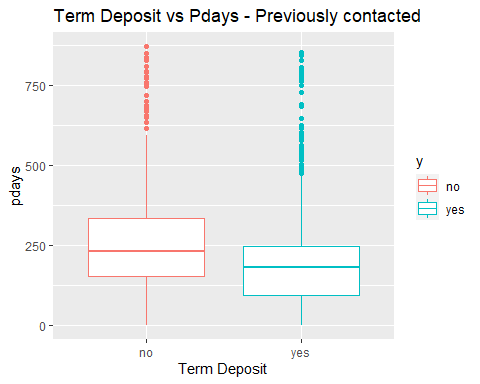 Term Deposit vs Pdays - Previously contacted
pdays
750
500
250
0
no
yes
Term Deposit
y
no
yes